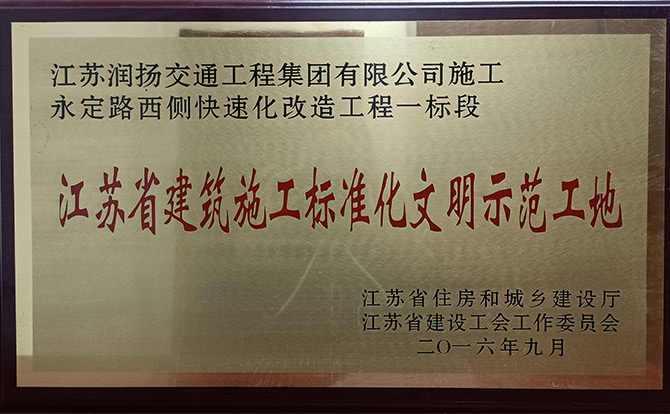 江苏润扬交通工程集团有限公司施工
永定路西侧快速化改造工程一标段
江苏省建筑施工标准化文明示范工地
江苏省住房和城乡建设厅
江苏省建设工会工作委员会
二〇一六年九月